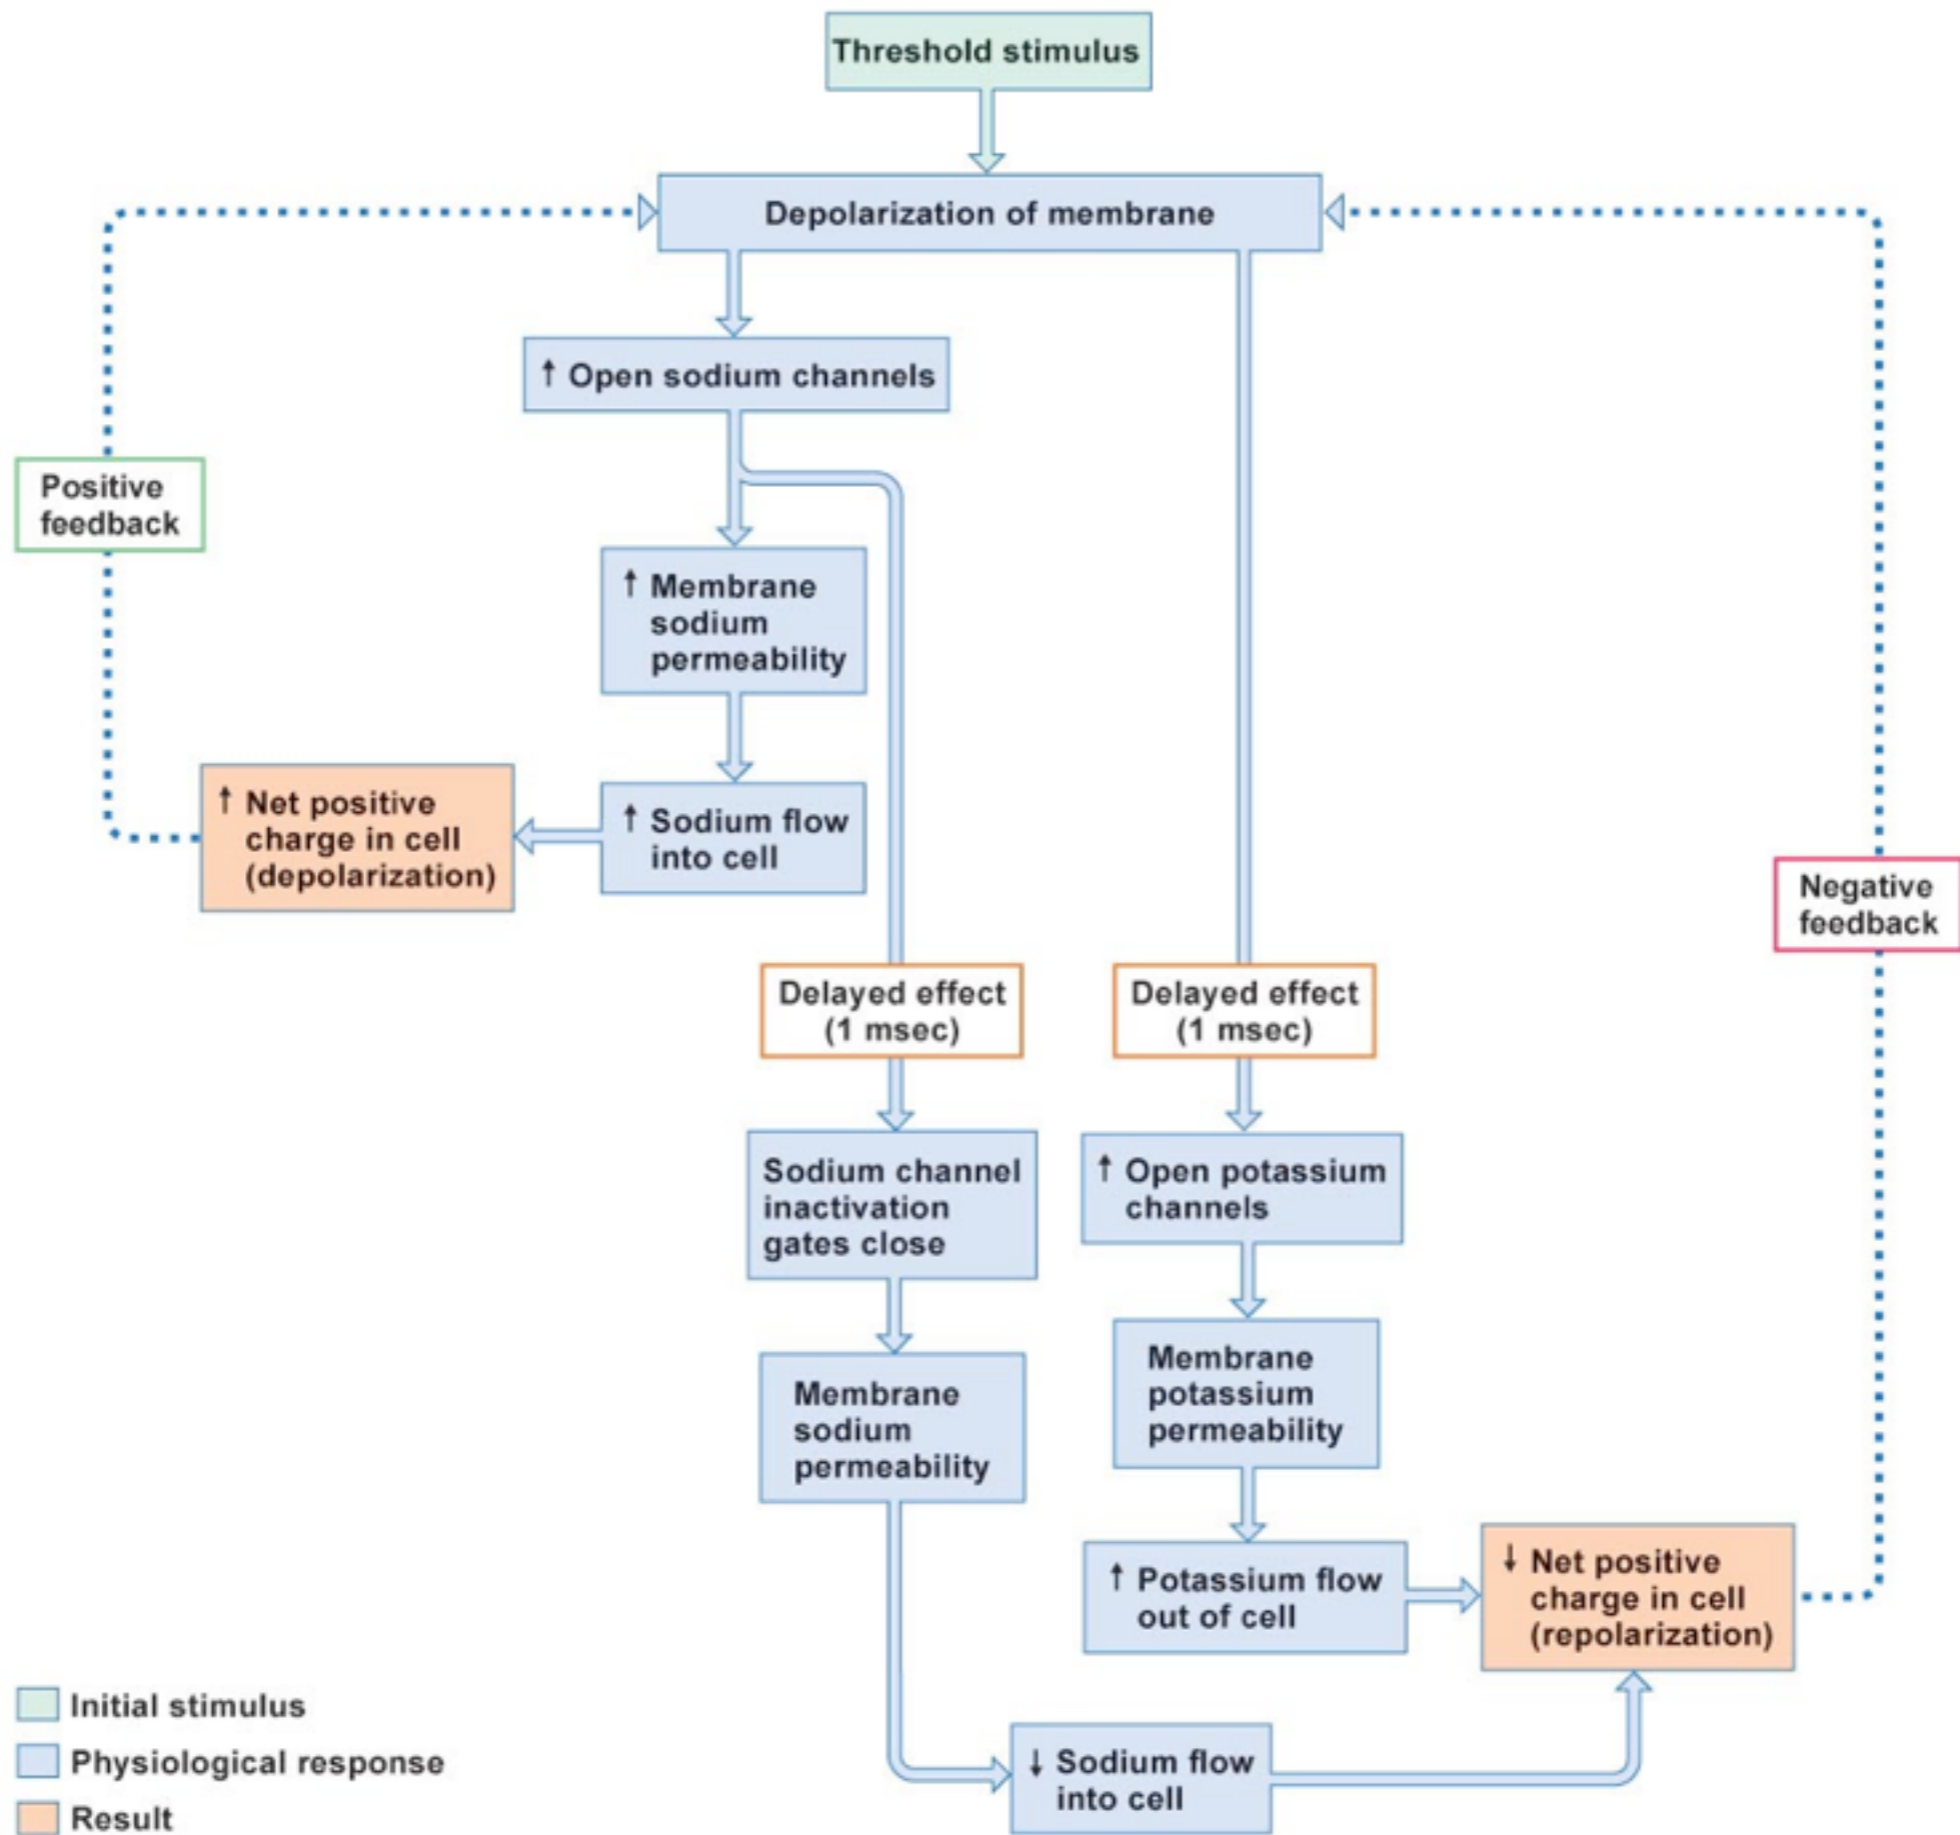 Threshold stimulus
Depolarization of membrane
↑ Open sodium channels
Positive
feedback
↑ Membrane
sodium
permeability
↑ Net positive
charge in cell
(depolarization)
↑ Sodium flow
into cell
Negative
feedback
Delayed effect
(1 msec)
Delayed effect
(1 msec)
Sodium channel
inactivation
gates close
↑ Open potassium
channels
Membrane
sodium
permeability
Membrane
potassium
permeability
↑ Potassium flow
out of cell
↓ Net positive
charge in cell
(repolarization)
↓ Sodium flow
into cell
Initial stimulus
Physiological response
Result